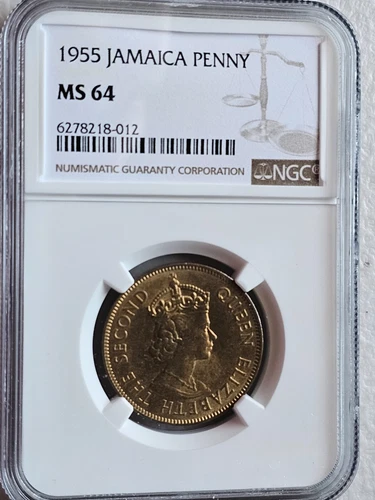 1955 JAMAICA PENNY
MS 64
6278218-012
NUMISMATIC GUARANTY CORPORATION
NGC
QUEEN ELIZABETH THE SECOND